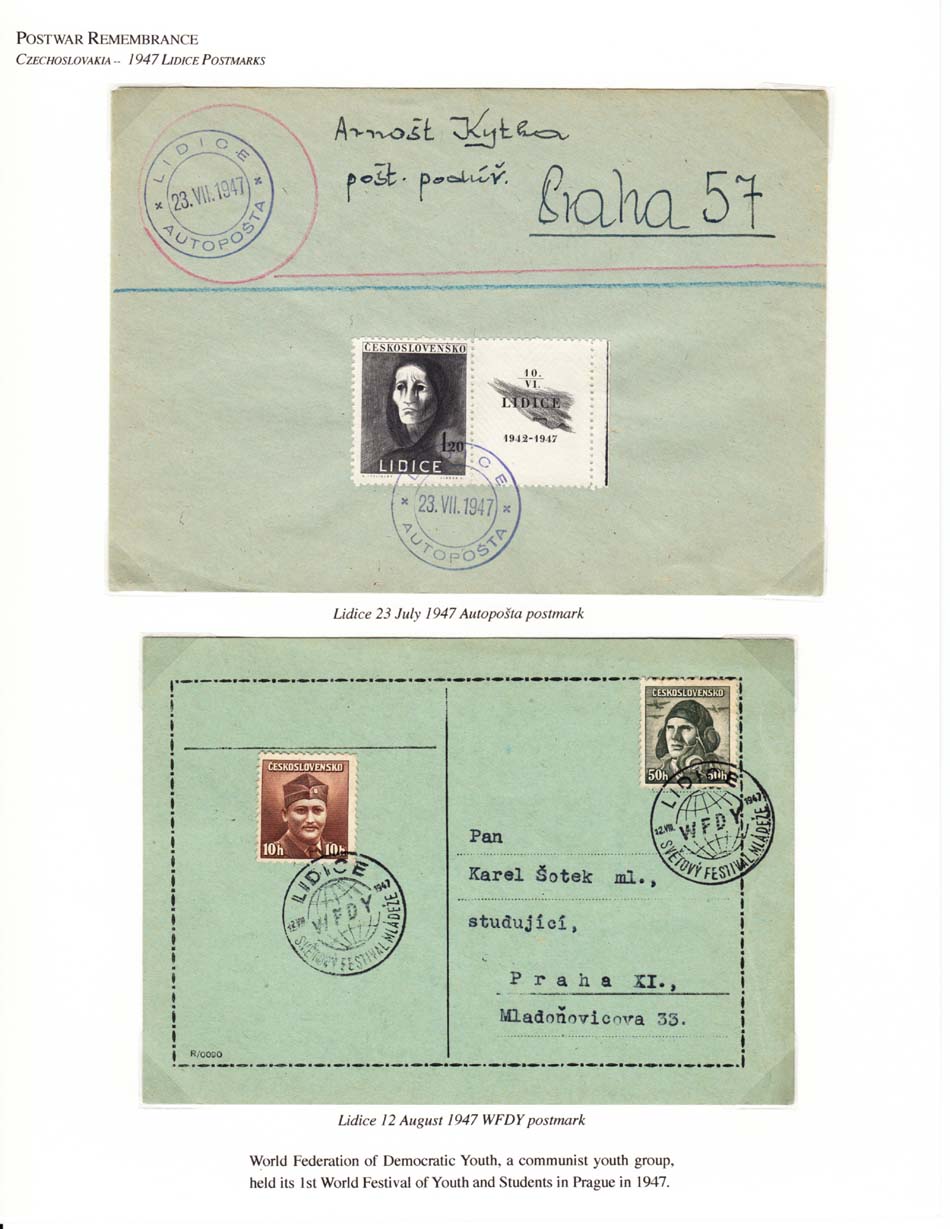 POSTWAR REMEMBRANCE
CZECHOSLOVAKIA -- 1947 LIDICE POSTMARKS
LIDICE
23.VII.1947
AUTOPOŠTA
Arnošt Kytka
pošt. podúř.
Praha 57
ČESKOSLOVENSKO
1.20
LIDICE
10.
VI.
LIDICE
1942-1947
LIDICE
23.VII.1947
AUTOPOŠTA
Lidice 23 July 1947 Autopošta postmark
ČESKOSLOVENSKO
50h 50h
LIDICE
12.VIII. 1947
WFDY
SVĚTOVÝ FESTIVAL MLÁDEŽE
ČESKOSLOVENSKO
10h 10h
LIDICE
12.VIII. 1947
WFDY
SVĚTOVÝ FESTIVAL MLÁDEŽE
Pan
Karel Šotek ml.,
studující,
Praha XI.,
Mladoňovicova 33.
R/0090
Lidice 12 August 1947 WFDY postmark
World Federation of Democratic Youth, a communist youth group,
held its 1st World Festival of Youth and Students in Prague in 1947.